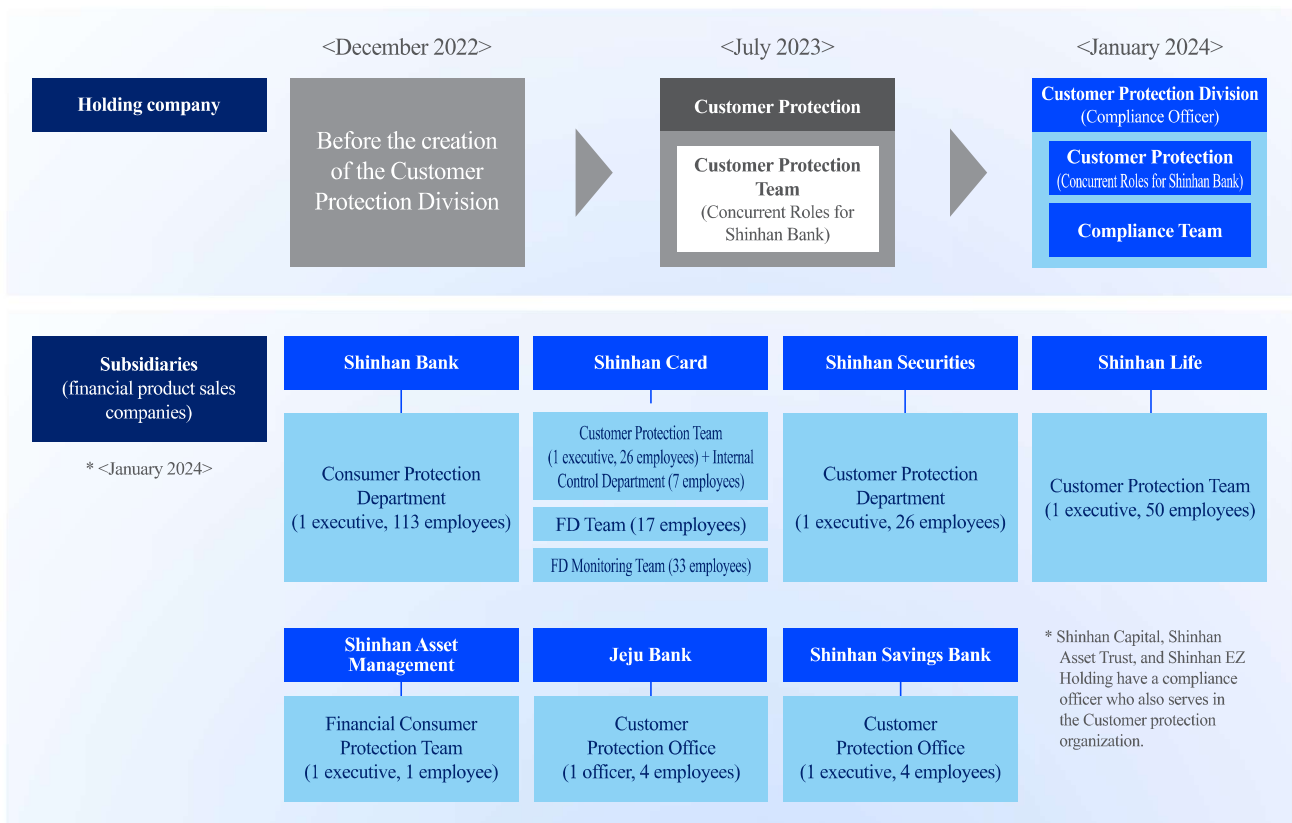 <December 2022>
<July 2023>
<January 2024>
Holding company
Before the creation
of the Customer
Protection Division
Customer Protection
Customer Protection
Team
(Concurrent Roles for
Shinhan Bank)
Customer Protection Division
(Compliance Officer)
Customer Protection
(Concurrent Roles for Shinhan Bank)
Compliance Team
Subsidiaries
(financial product sales
companies)
* <January 2024>
Shinhan Bank
Consumer Protection
Department
(1 executive, 113 employees)
Shinhan Card
Customer Protection Team
(1 executive, 26 employees) + Internal
Control Department (7 employees)
FD Team (17 employees)
FD Monitoring Team (33 employees)
Shinhan Securities
Customer Protection
Department
(1 executive, 26 employees)
Shinhan Life
Customer Protection Team
(1 executive, 50 employees)
Shinhan Asset
Management
Financial Consumer
Protection Team
(1 executive, 1 employee)
Jeju Bank
Customer
Protection Office
(1 officer, 4 employees)
Shinhan Savings Bank
Customer
Protection Office
(1 executive, 4 employees)
* Shinhan Capital, Shinhan
Asset Trust, and Shinhan EZ
Holding have a compliance
officer who also serves in
the Customer protection
organization.